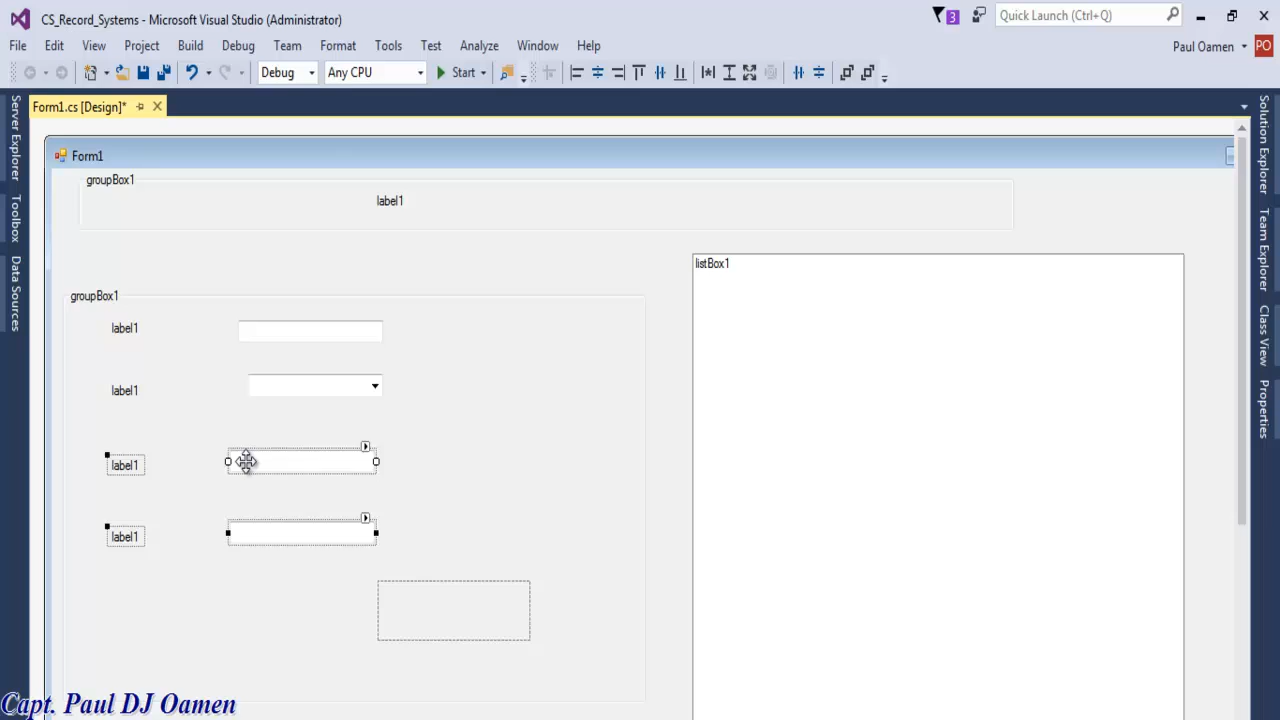 CS_Record_Systems - Microsoft Visual Studio (Administrator)
3
Quick Launch (Ctrl+Q)
File Edit View Project Build Debug Team Format Tools Test Analyze Window Help
Paul Oamen
PO
Debug
Any CPU
Start
Form1.cs [Design]*
Server Explorer
Toolbox
Data Sources
Solution Explorer
Team Explorer
Class View
Properties
Form1
groupBox1
label1
listBox1
groupBox1
label1
label1
label1
label1
Capt. Paul DJ Oamen